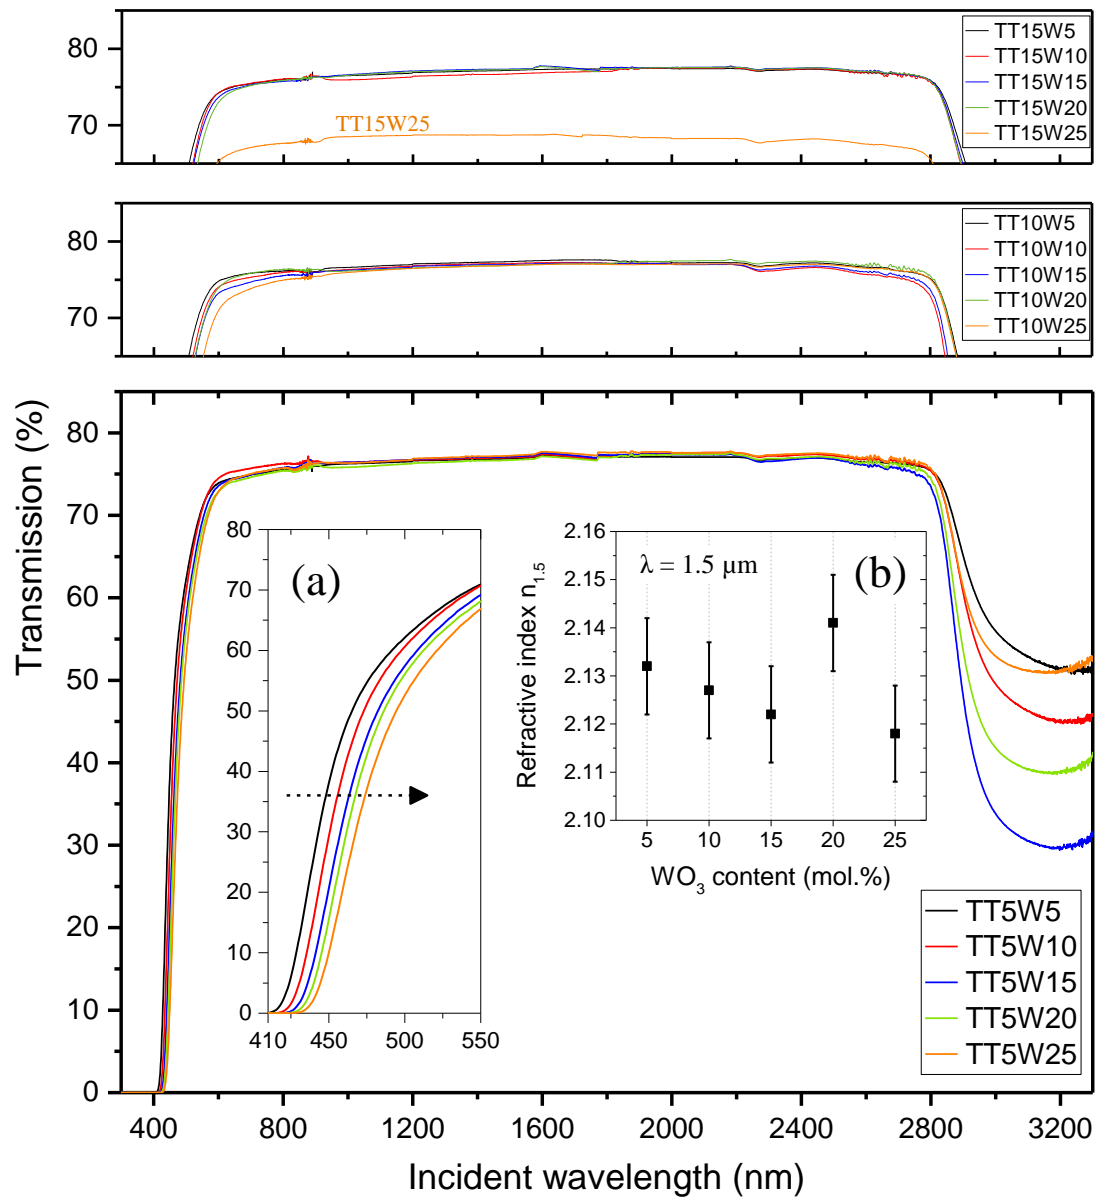 80
70
TT15W25
TT15W5
TT15W10
TT15W15
TT15W20
TT15W25
80
70
TT10W5
TT10W10
TT10W15
TT10W20
TT10W25
Transmission (%)
80
70
60
50
40
30
20
10
0
400 800 1200 1600 2000 2400 2800 3200
Incident wavelength (nm)
(a)
80
70
60
50
40
30
20
10
0
410 450 500 550
(b)
λ = 1.5 μm
Refractive index n1.5
2.16
2.15
2.14
2.13
2.12
2.11
2.10
5 10 15 20 25
WO3 content (mol.%)
TT5W5
TT5W10
TT5W15
TT5W20
TT5W25